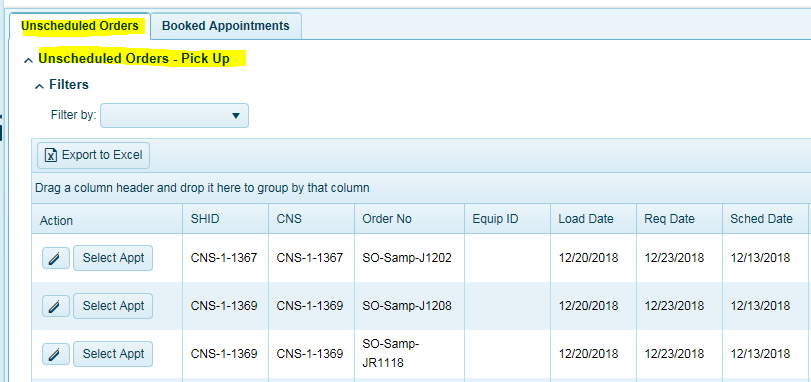 Unscheduled Orders Booked Appointments
Unscheduled Orders - Pick Up
Filters
Filter by:
Export to Excel
Drag a column header and drop it here to group by that column
Action SHID CNS Order No Equip ID Load Date Req Date Sched Date
Select Appt CNS-1-1367 CNS-1-1367 SO-Samp-J1202 12/20/2018 12/23/2018 12/13/2018
Select Appt CNS-1-1369 CNS-1-1369 SO-Samp-J1208 12/20/2018 12/23/2018 12/13/2018
Select Appt CNS-1-1369 CNS-1-1369 SO-Samp- 12/20/2018 12/23/2018 12/13/2018
JR1118